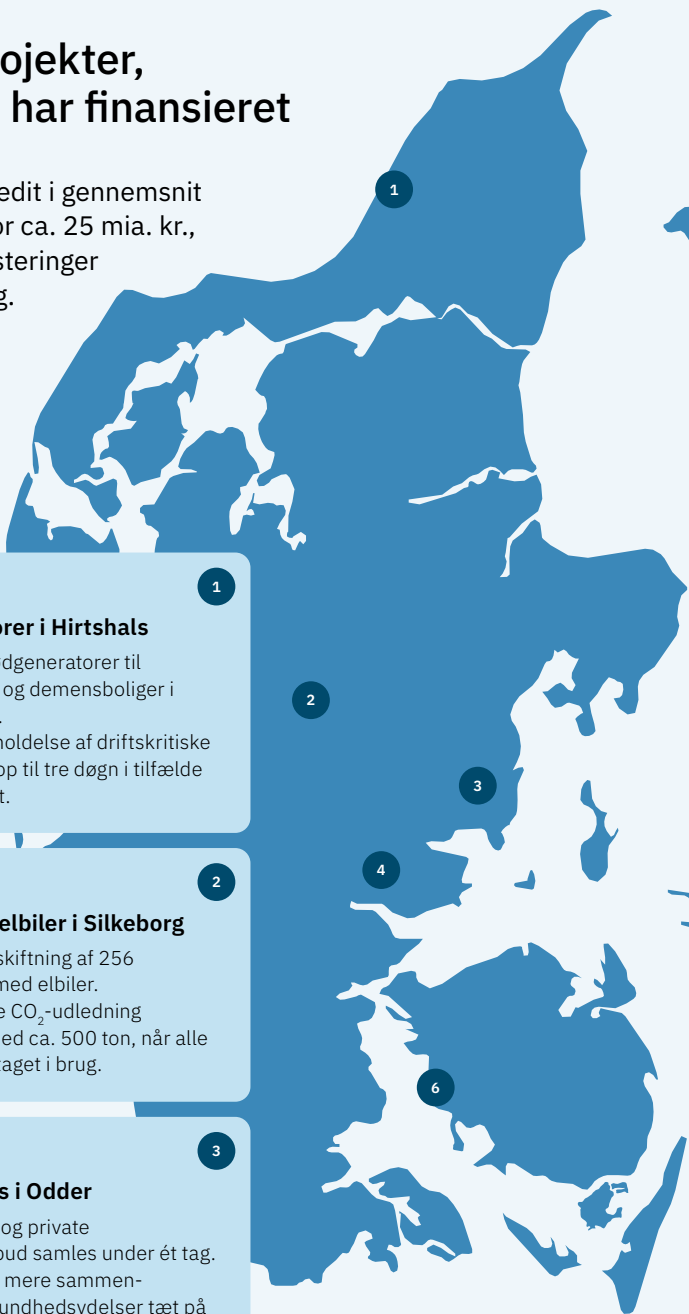 ojekter,
har finansieret
edit i gennemsnit
or ca. 25 mia. kr.,
steringer
g.
1
1
orer i Hirtshals
ødgeneratorer til
og demensboliger i
.
holdelse af driftskritiske
op til tre døgn i tilfælde
t.
2
3
4
2
elbiler i Silkeborg
skiftning af 256
med elbiler.
e CO₂-udledning
ed ca. 500 ton, når alle
taget i brug.
6
3
s i Odder
og private
bud samles under ét tag.
mere sammen-
undhedsydelser tæt på